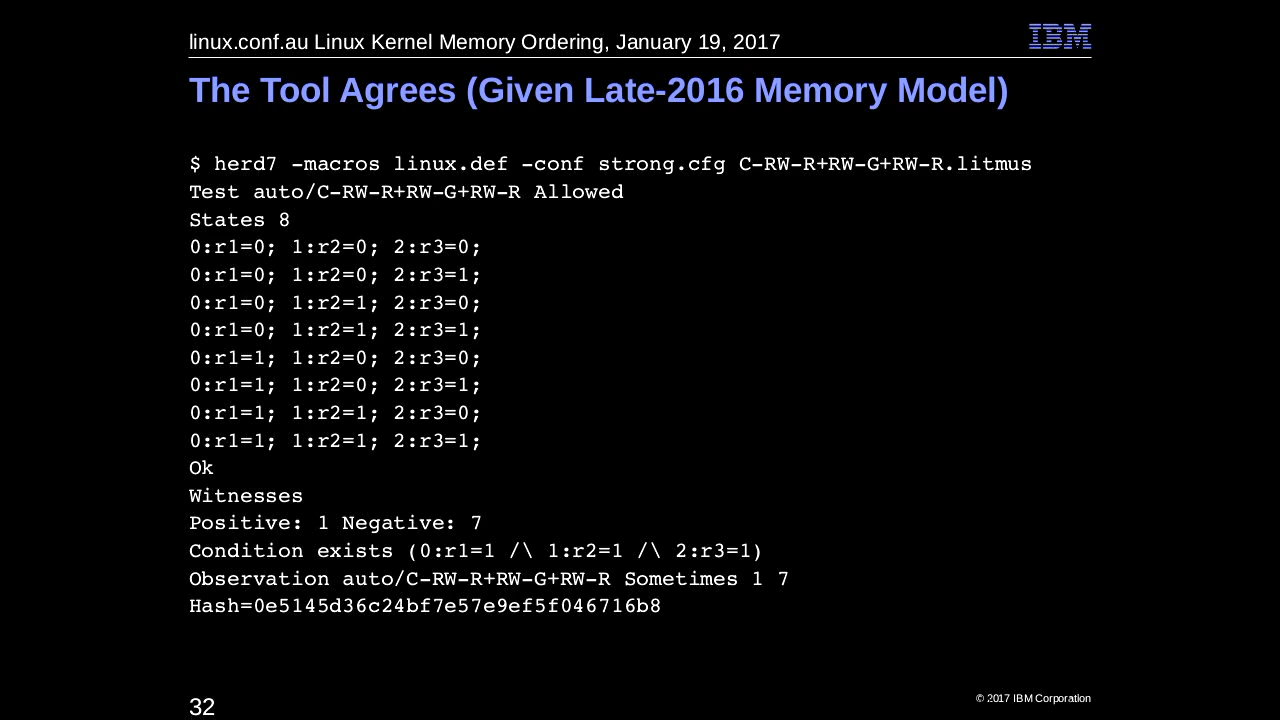 linux.conf.au Linux Kernel Memory Ordering, January 19, 2017
IBM
The Tool Agrees (Given Late-2016 Memory Model)
$ herd7 -macros linux.def -conf strong.cfg C-RW-R+RW-G+RW-R.litmus
Test auto/C-RW-R+RW-G+RW-R Allowed
States 8
0:r1=0; 1:r2=0; 2:r3=0;
0:r1=0; 1:r2=0; 2:r3=1;
0:r1=0; 1:r2=1; 2:r3=0;
0:r1=0; 1:r2=1; 2:r3=1;
0:r1=1; 1:r2=0; 2:r3=0;
0:r1=1; 1:r2=0; 2:r3=1;
0:r1=1; 1:r2=1; 2:r3=0;
0:r1=1; 1:r2=1; 2:r3=1;
Ok
Witnesses
Positive: 1 Negative: 7
Condition exists (0:r1=1 /\ 1:r2=1 /\ 2:r3=1)
Observation auto/C-RW-R+RW-G+RW-R Sometimes 1 7
Hash=0e5145d36c24bf7e57e9ef5f046716b8
32
© 2017 IBM Corporation